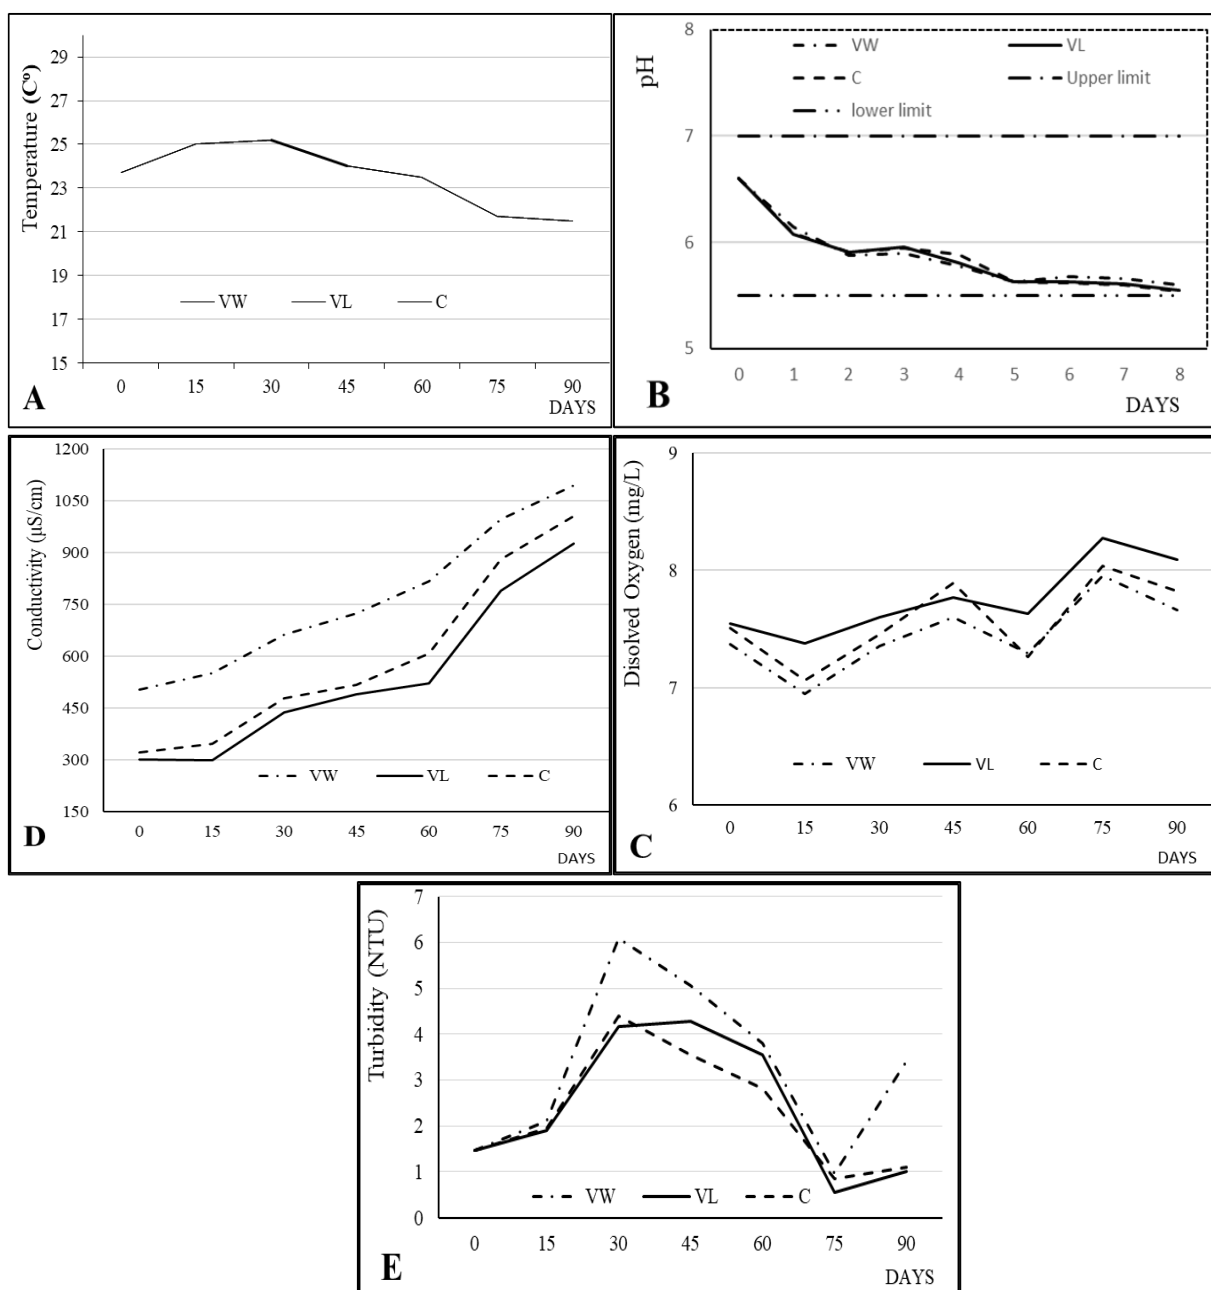 Temperature (Cº)
29
27
25
23
21
19
17
15
VW VL C
0 15 30 45 60 75 90
DAYS
A
pH
8
7
6
5
VW VL
C Upper limit
lower limit
0 1 2 3 4 5 6 7 8
DAYS
B
Conductivity (µS/cm)
1200
1050
900
750
600
450
300
150
VW VL C
0 15 30 45 60 75 90
DAYS
D
Disolved Oxygen (mg/L)
9
8
7
6
VW VL C
0 15 30 45 60 75 90
DAYS
C
Turbidity (NTU)
7
6
5
4
3
2
1
0
VW VL C
0 15 30 45 60 75 90
DAYS
E